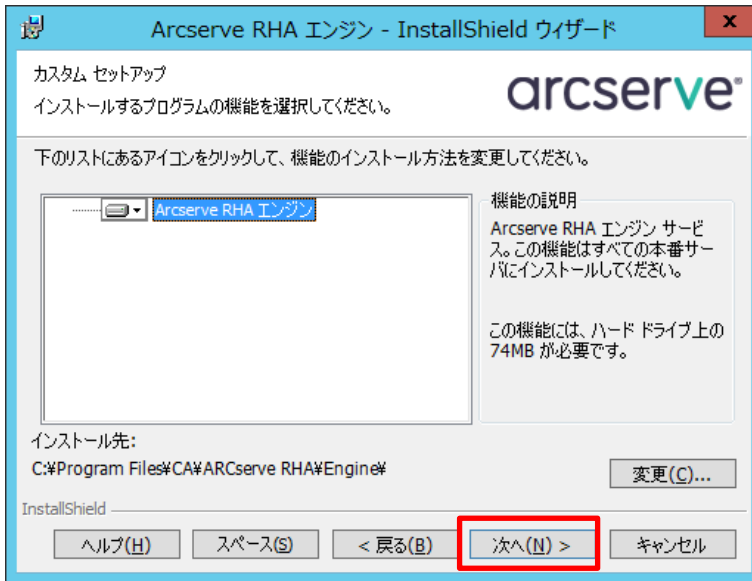 Arcserve RHA エンジン - InstallShield ウィザード
x
カスタム セットアップ
インストールするプログラムの機能を選択してください。
arcserve®
下のリストにあるアイコンをクリックして、機能のインストール方法を変更してください。
Arcserve RHA エンジン
機能の説明
Arcserve RHA エンジン サービ
ス。この機能はすべての本番サー
バにインストールしてください。
この機能には、ハード ドライブ上の
74MB が必要です。
インストール先:
C:¥Program Files¥CA¥ARCserve RHA¥Engine¥
変更(C)...
InstallShield
ヘルプ(H)
スペース(S)
< 戻る(B)
次へ(N) >
キャンセル